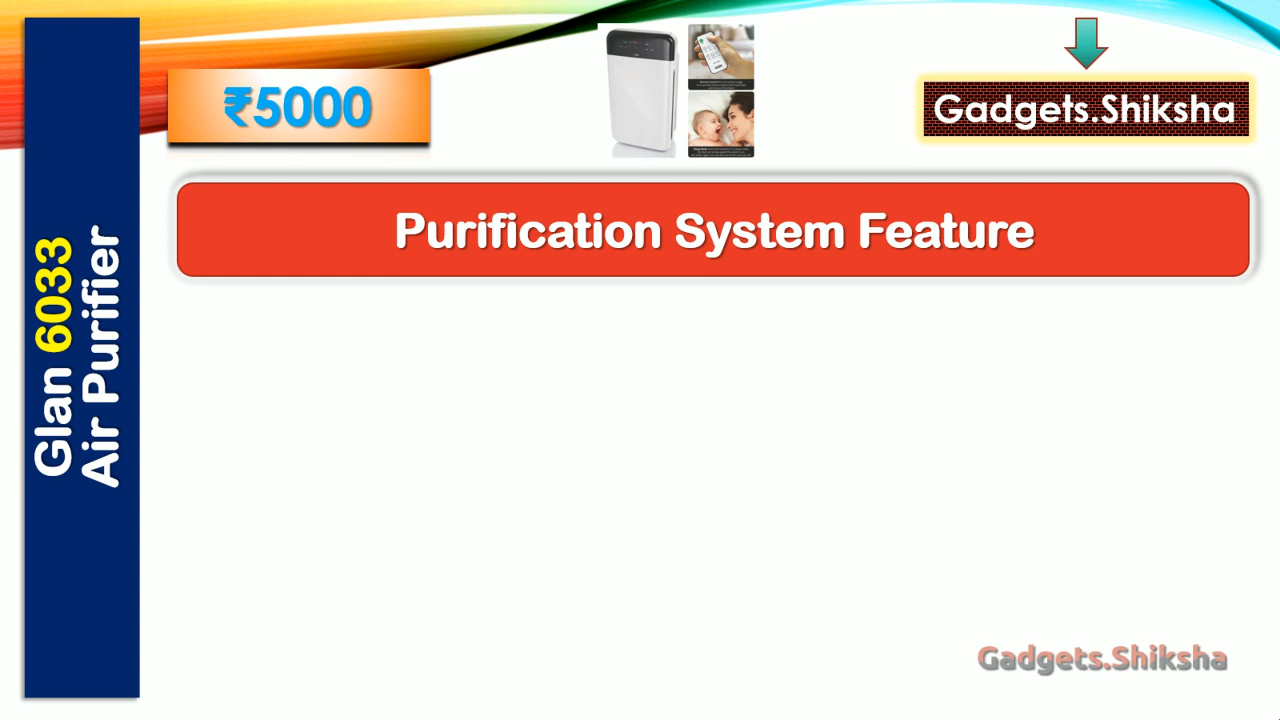 ₹5000
Gadgets.Shiksha
Purification System Feature
Glan 6033
Air Purifier
Gadgets.Shiksha